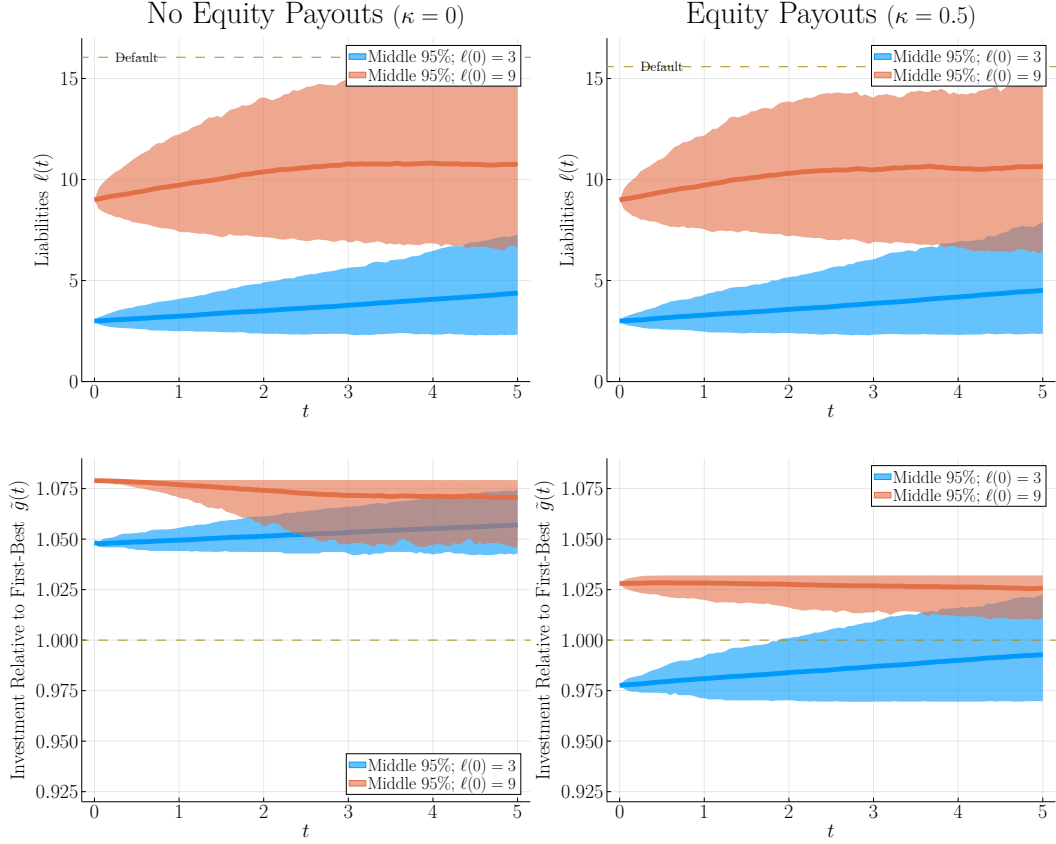 No Equity Payouts (κ = 0)
Equity Payouts (κ = 0.5)
Liabilities ℓ(t)
15
10
5
0
Default
Middle 95%; ℓ(0) = 3
Middle 95%; ℓ(0) = 9
0 1 2 3 4 5
t
Liabilities ℓ(t)
15
10
5
0
Default
Middle 95%; ℓ(0) = 3
Middle 95%; ℓ(0) = 9
0 1 2 3 4 5
t
Investment Relative to First-Best g̃(t)
1.075
1.050
1.025
1.000
0.975
0.950
0.925
Middle 95%; ℓ(0) = 3
Middle 95%; ℓ(0) = 9
0 1 2 3 4 5
t
Investment Relative to First-Best g̃(t)
1.075
1.050
1.025
1.000
0.975
0.950
0.925
Middle 95%; ℓ(0) = 3
Middle 95%; ℓ(0) = 9
0 1 2 3 4 5
t